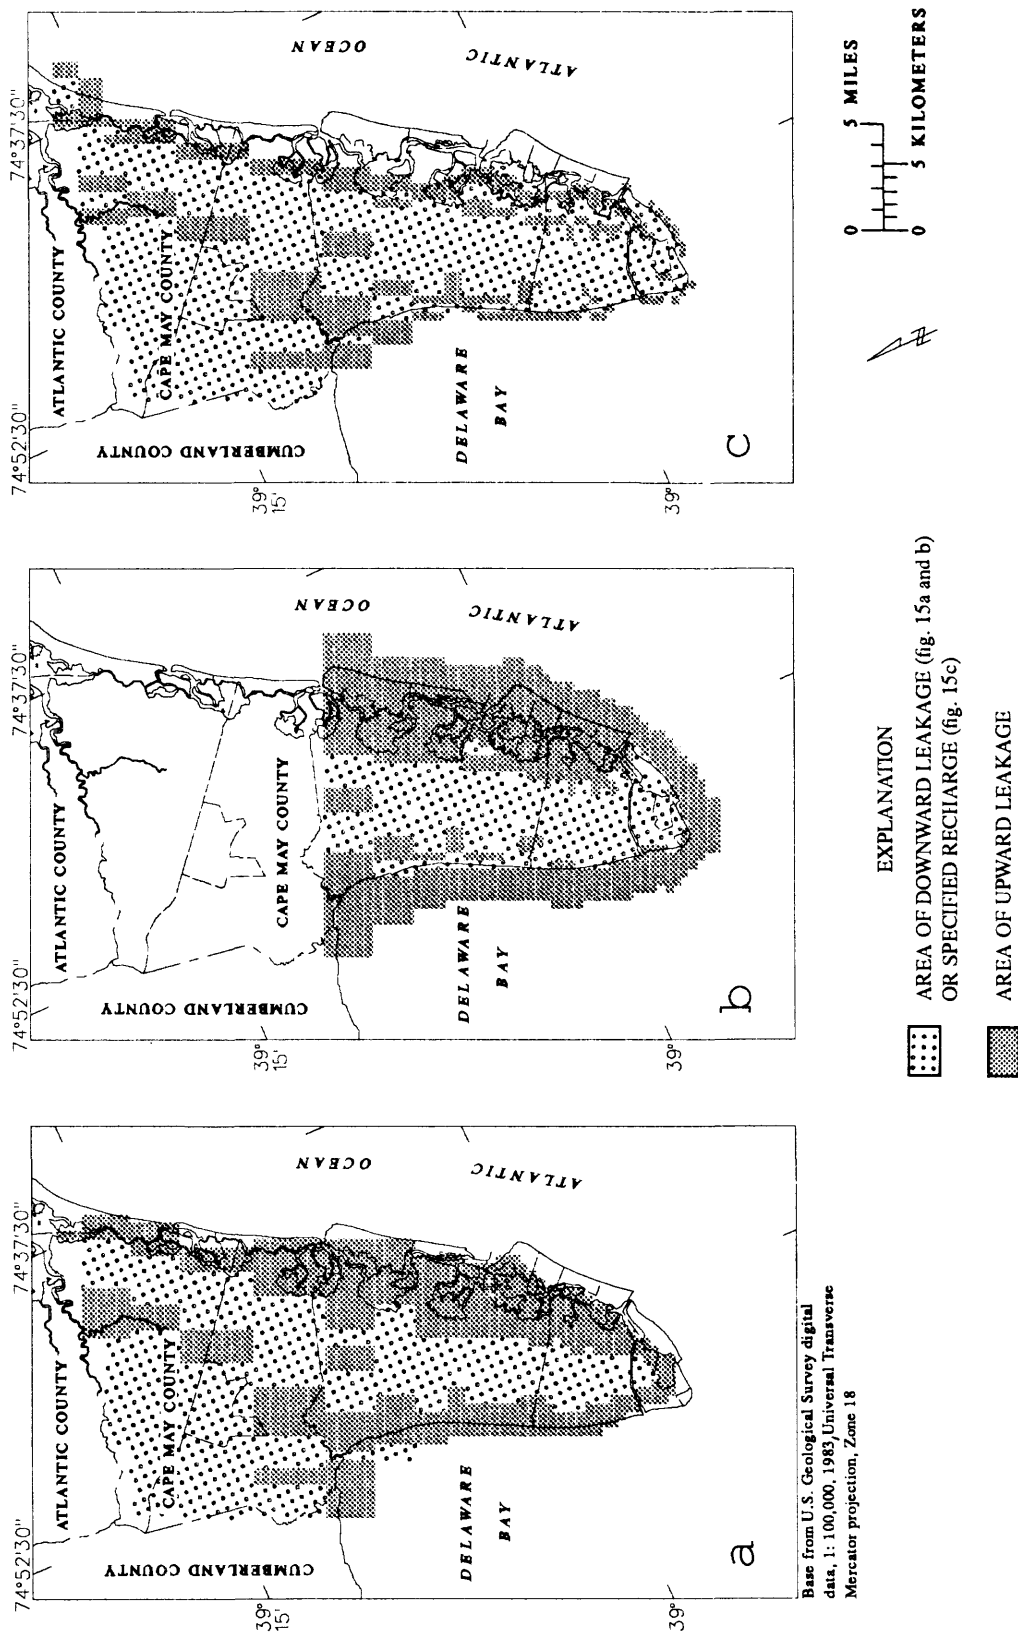 74°52'30"
74°37'30"
ATLANTIC COUNTY
CAPE MAY COUNTY
CUMBERLAND COUNTY
39°
15'
OCEAN
ATLANTIC
DELAWARE
BAY
39°
a
Base from U.S. Geological Survey digital
data, 1: 100,000, 1983, Universal Transverse
Mercator projection, Zone 18
74°52'30"
74°37'30"
ATLANTIC COUNTY
CAPE MAY COUNTY
CUMBERLAND COUNTY
39°
15'
OCEAN
ATLANTIC
DELAWARE
BAY
39°
b
74°52'30"
74°37'30"
ATLANTIC COUNTY
CAPE MAY COUNTY
CUMBERLAND COUNTY
39°
15'
OCEAN
ATLANTIC
DELAWARE
BAY
39°
c
0 5 MILES
0 5 KILOMETERS
N
EXPLANATION
AREA OF DOWNWARD LEAKAGE (fig. 15a and b)
OR SPECIFIED RECHARGE (fig. 15c)
AREA OF UPWARD LEAKAGE